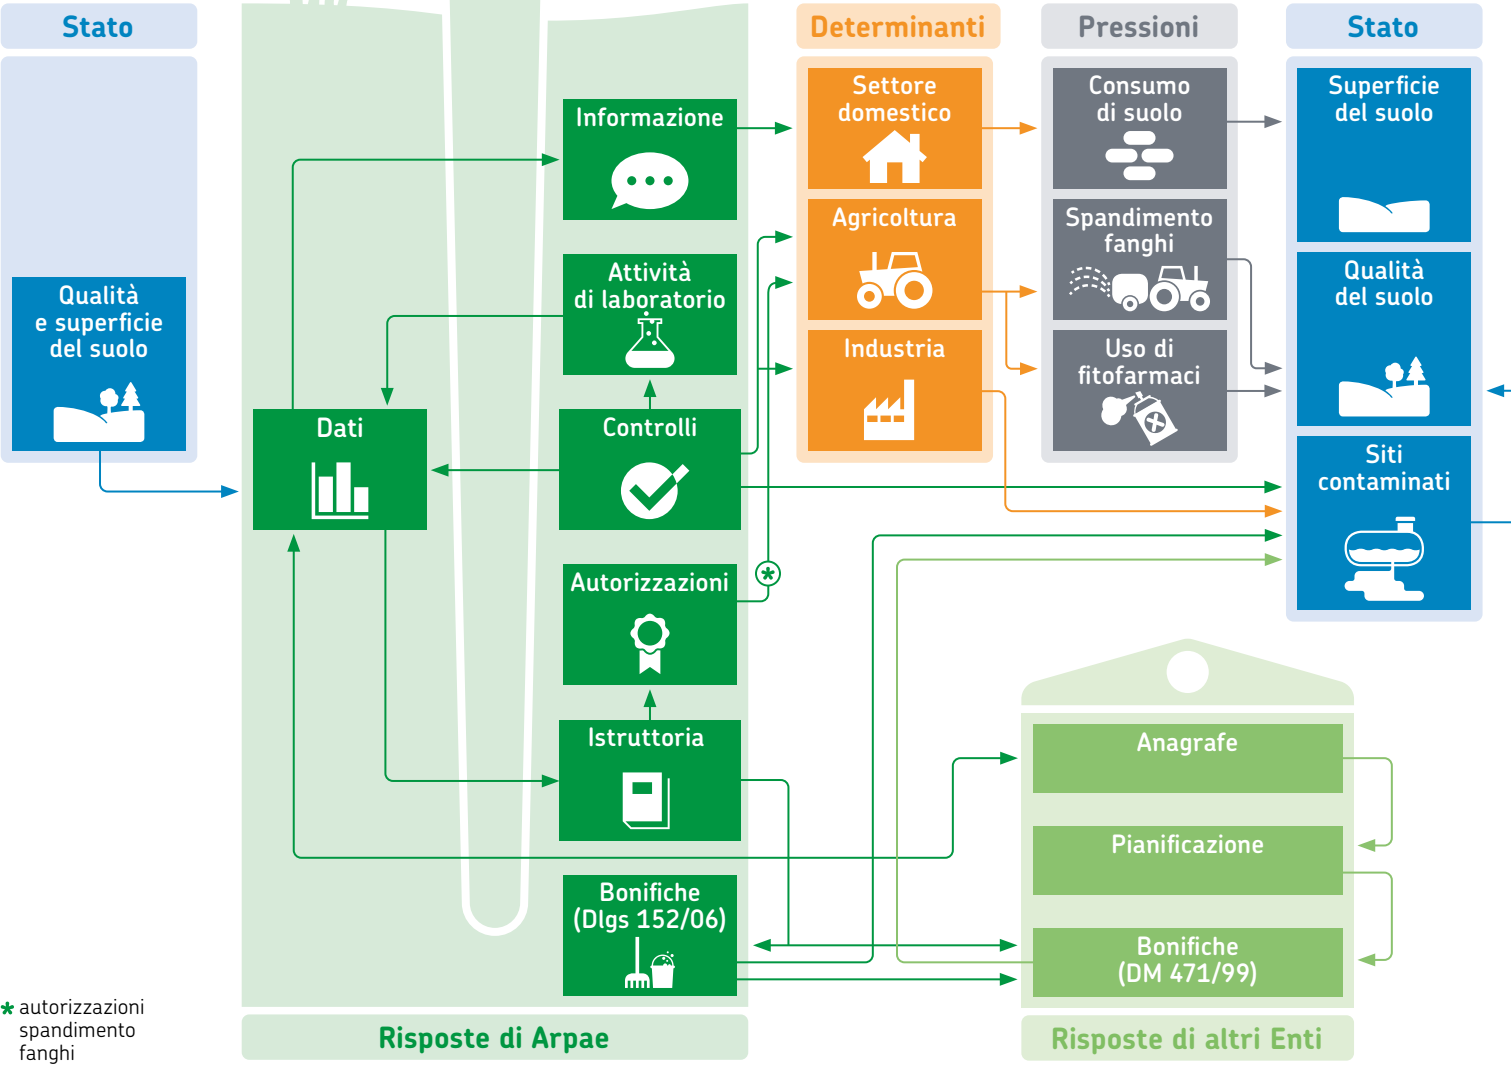 Stato
Qualità
e superficie
del suolo
Dati
Informazione
Attività
di laboratorio
Controlli
Autorizzazioni
Istruttoria
Bonifiche
(Dlgs 152/06)
Risposte di Arpae
* autorizzazioni
spandimento
fanghi
Determinanti
Settore
domestico
Agricoltura
Industria
Pressioni
Consumo
di suolo
Spandimento
fanghi
Uso di
fitofarmaci
Stato
Superficie
del suolo
Qualità
del suolo
Siti
contaminati
*
Anagrafe
Pianificazione
Bonifiche
(DM 471/99)
Risposte di altri Enti